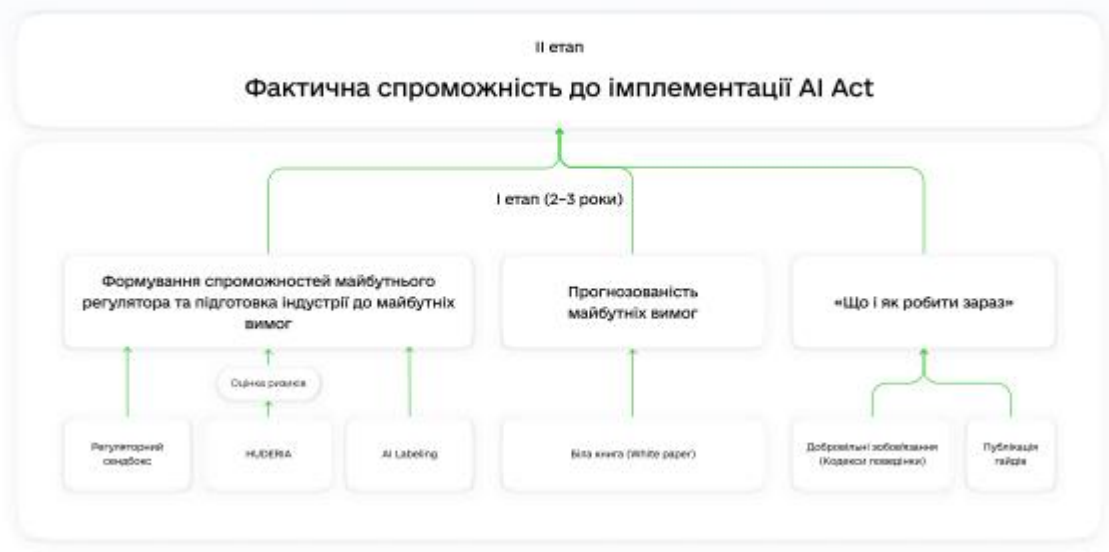 II етап
Фактична спроможність до імплементації AI Act
I етап (2–3 роки)
Формування спроможностей майбутнього
регулятора та підготовка індустрії до майбутніх
вимог
Прогнозованість
майбутніх вимог
«Що і як робити зараз»
Оцінка ризиків
Регуляторний
сендбокс
HUDERIA
AI Labeling
Біла книга (White paper)
Добровільні зобов'язання
(Кодекси поведінки)
Публікація
гайдів